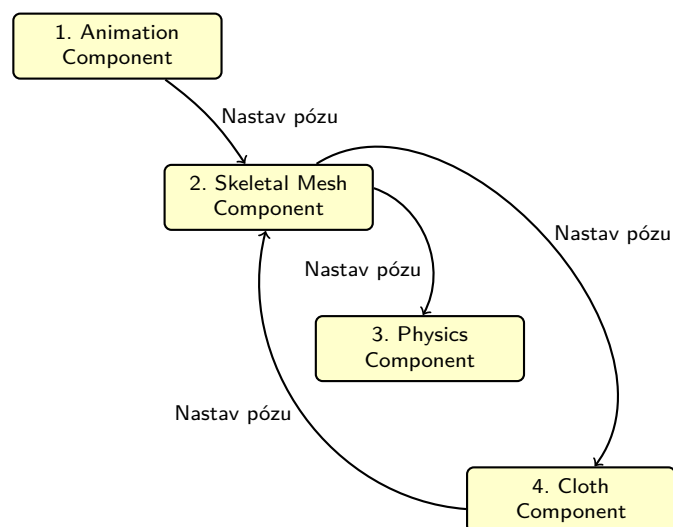 1. Animation
Component
Nastav pózu
2. Skeletal Mesh
Component
Nastav pózu
Nastav pózu
3. Physics
Component
Nastav pózu
4. Cloth
Component